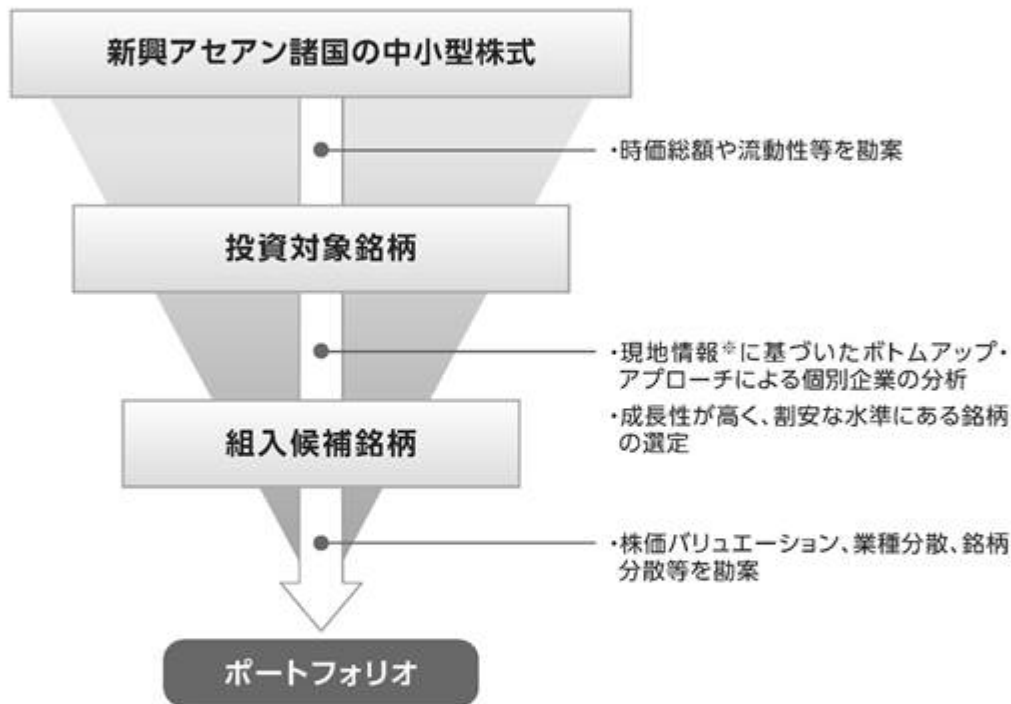 新興アセアン諸国の中小型株式
・時価総額や流動性等を勘案
投資対象銘柄
・現地情報※に基づいたボトムアップ・
アプローチによる個別企業の分析
・成長性が高く、割安な水準にある銘柄
の選定
組入候補銘柄
・株価バリュエーション、業種分散、銘柄
分散等を勘案
ポートフォリオ